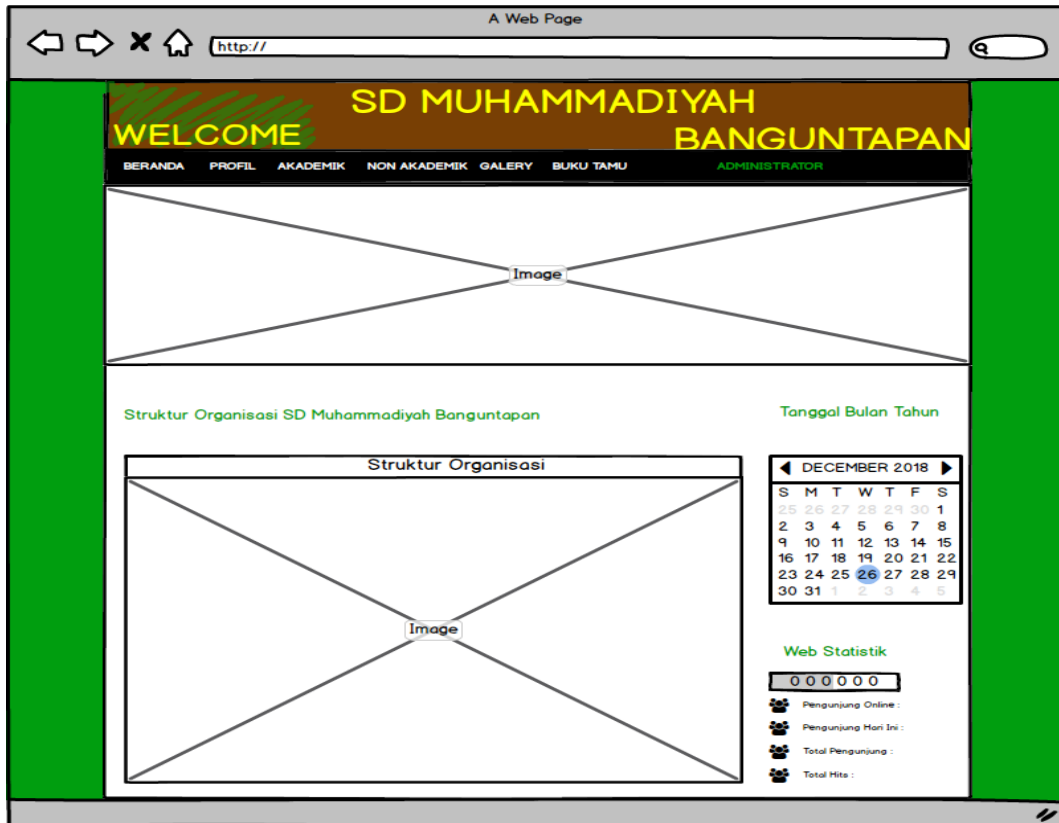 A Web Page
http://
SD MUHAMMADIYAH
WELCOME
BANGUNTAPAN
BERANDA PROFIL AKADEMIK NON AKADEMIK GALERY BUKU TAMU ADMINISTRATOR
Image
Struktur Organisasi SD Muhammadiyah Banguntapan
Struktur Organisasi
Image
Tanggal Bulan Tahun
DECEMBER 2018
S M T W T F S
25 26 27 28 29 30 1
2 3 4 5 6 7 8
9 10 11 12 13 14 15
16 17 18 19 20 21 22
23 24 25 26 27 28 29
30 31 1 2 3 4 5
Web Statistik
000000
Pengunjung Online :
Pengunjung Hari Ini :
Total Pengunjung :
Total Hits :